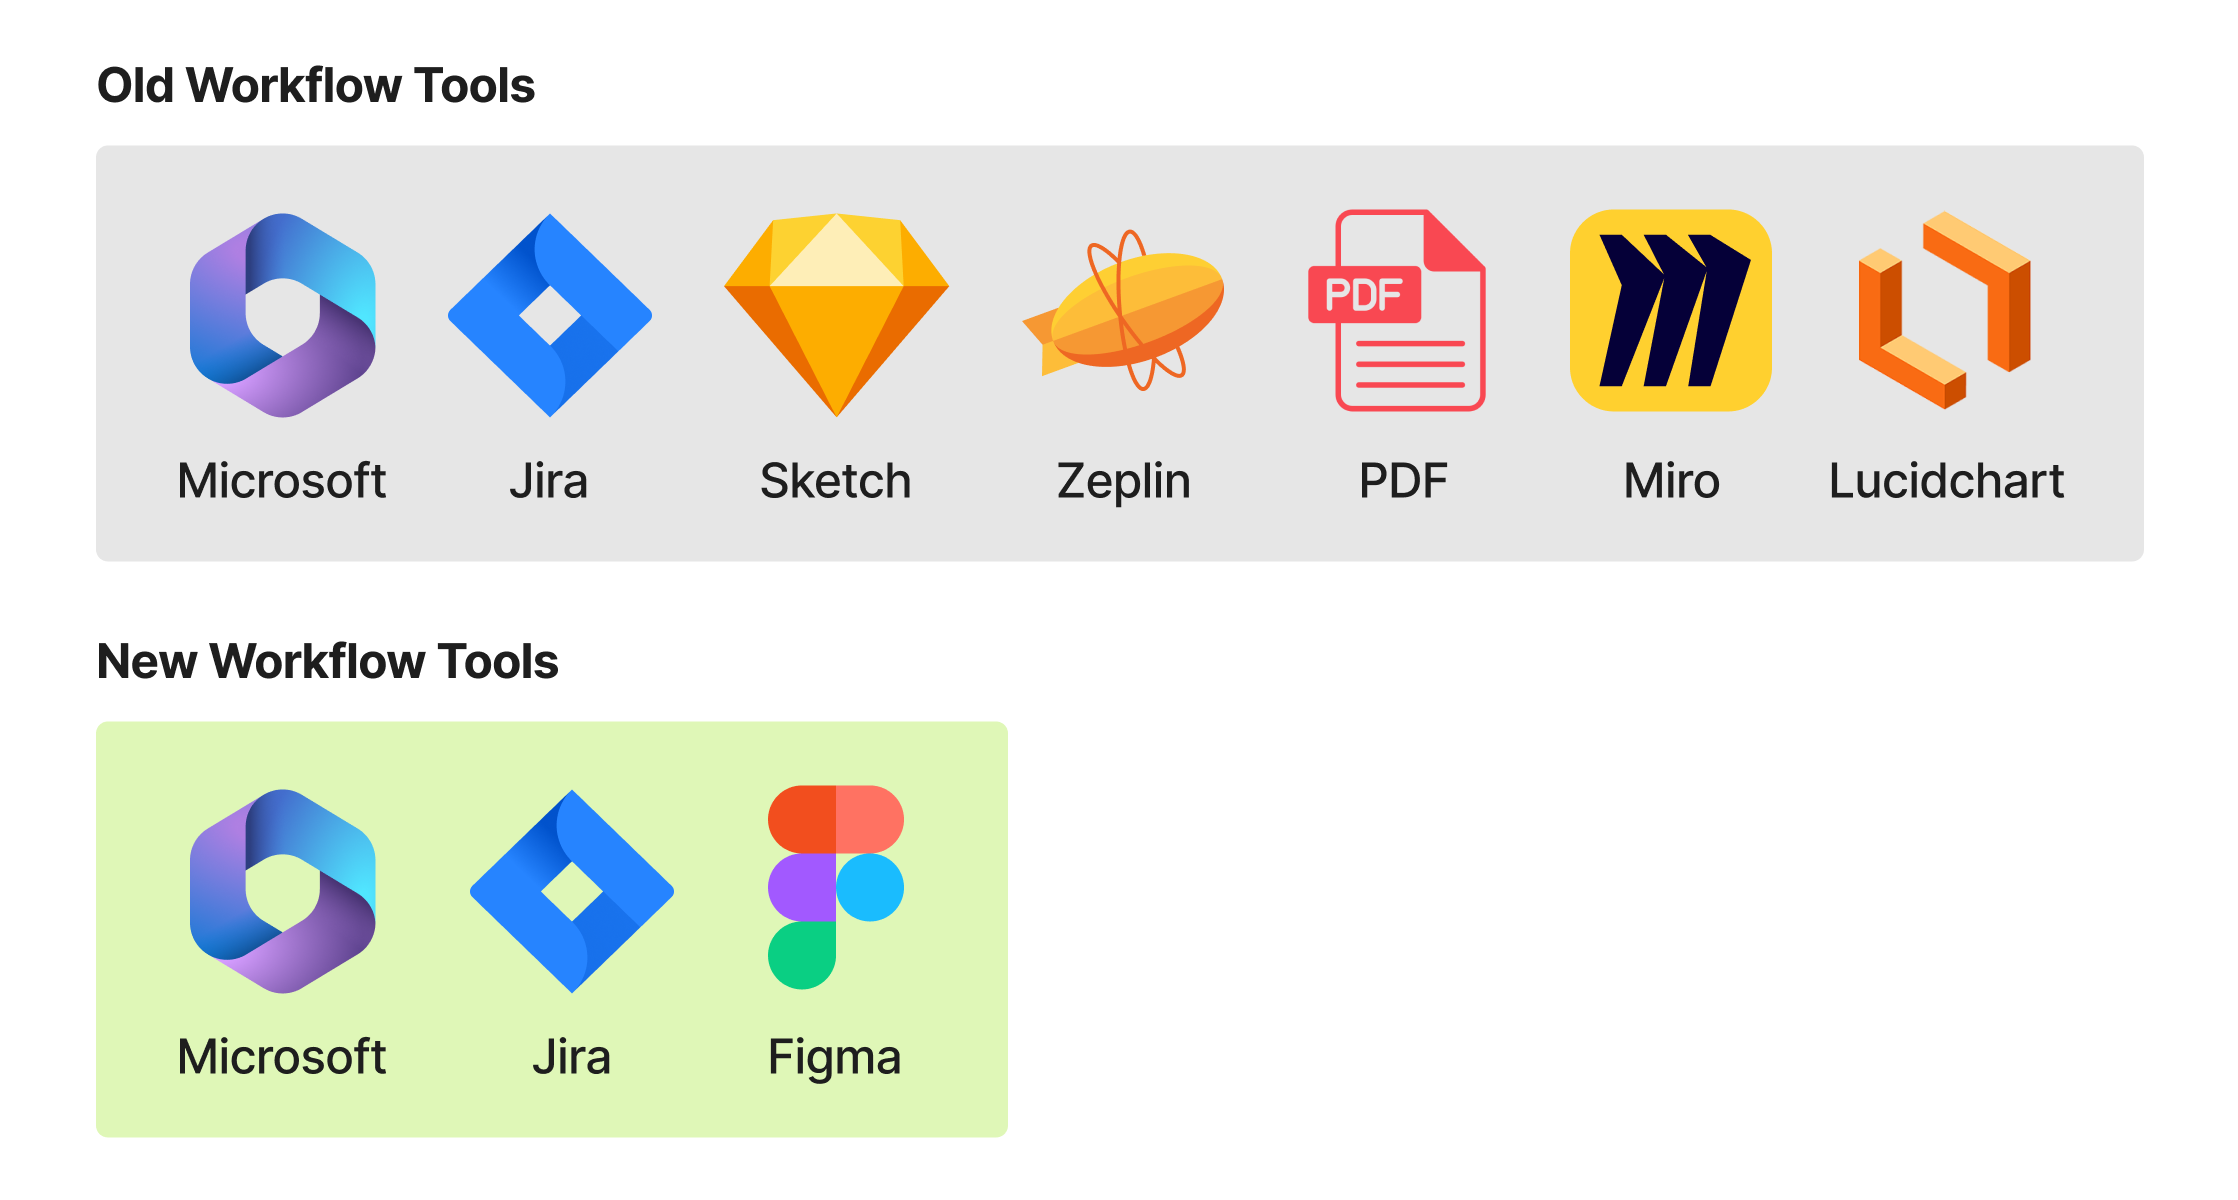 Old Workflow Tools
PDF
Microsoft Jira Sketch Zeplin PDF Miro Lucidchart
New Workflow Tools
Microsoft Jira Figma